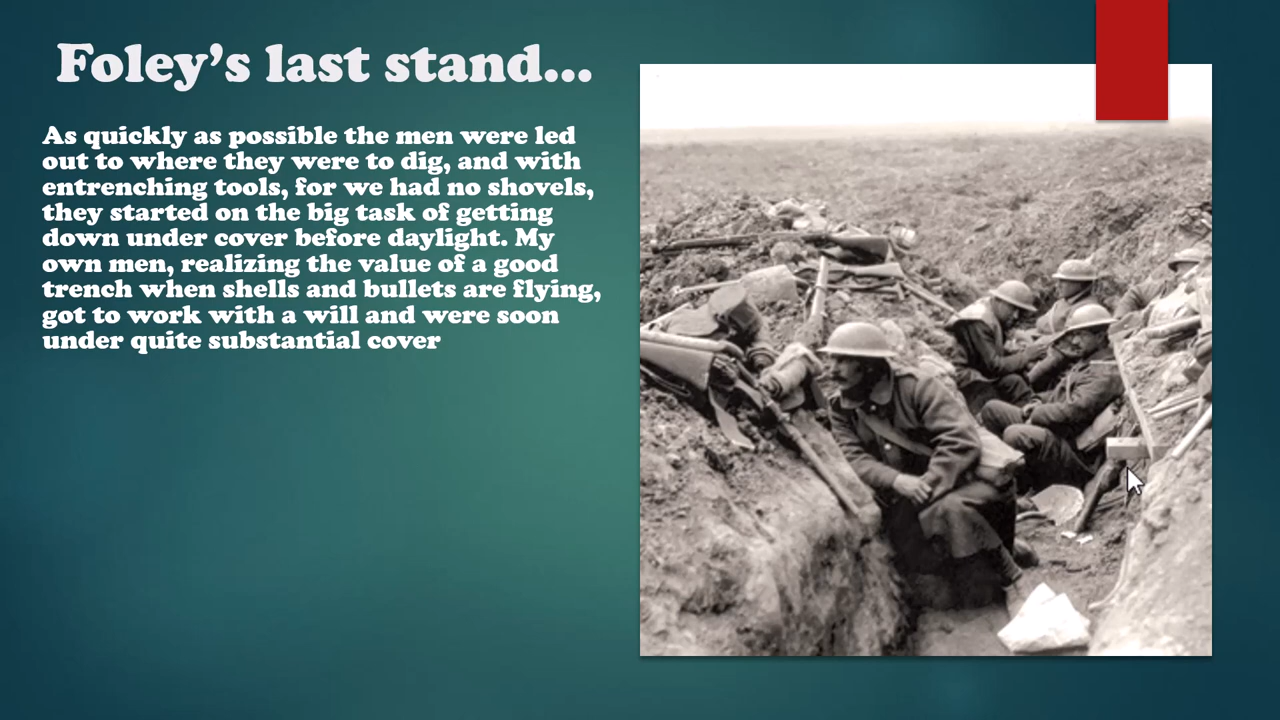 Foley’s last stand…
As quickly as possible the men were led
out to where they were to dig, and with
entrenching tools, for we had no shovels,
they started on the big task of getting
down under cover before daylight. My
own men, realizing the value of a good
trench when shells and bullets are flying,
got to work with a will and were soon
under quite substantial cover